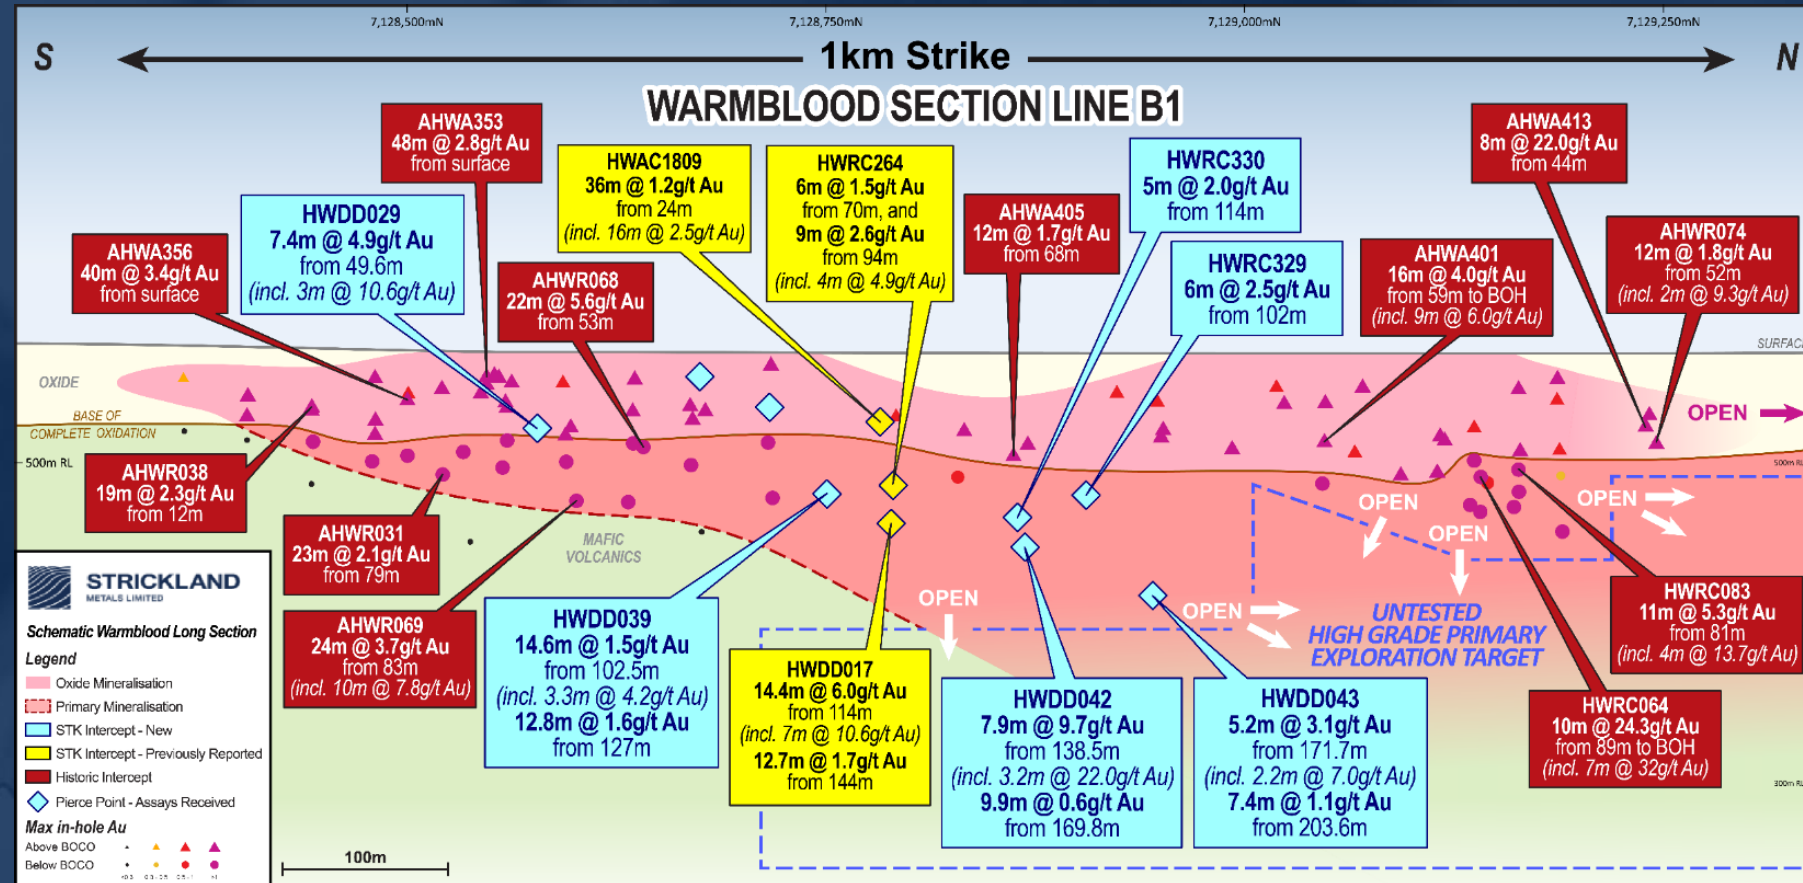 7,128,500mN
7,128,750mN
7,129,000mN
7,129,250mN
S
1km Strike
N
WARMBLOOD SECTION LINE B1
AHWA353
48m @ 2.8g/t Au
from surface
HWDD029
7.4m @ 4.9g/t Au
from 49.6m
(incl. 3m @ 10.6g/t Au)
AHWA356
40m @ 3.4g/t Au
from surface
AHWR068
22m @ 5.6g/t Au
from 53m
HWAC1809
36m @ 1.2g/t Au
from 24m
(incl. 16m @ 2.5g/t Au)
HWRC264
6m @ 1.5g/t Au
from 70m, and
9m @ 2.6g/t Au
from 94m
(incl. 4m @ 4.9g/t Au)
AHWA405
12m @ 1.7g/t Au
from 68m
HWRC330
5m @ 2.0g/t Au
from 114m
HWRC329
6m @ 2.5g/t Au
from 102m
AHWA401
16m @ 4.0g/t Au
from 59m to BOH
(incl. 9m @ 6.0g/t Au)
AHWA413
8m @ 22.0g/t Au
from 44m
AHWR074
12m @ 1.8g/t Au
from 52m
(incl. 2m @ 9.3g/t Au)
SURFACE
OXIDE
BASE OF
COMPLETE OXIDATION
500m RL
OPEN
500m RL
AHWR038
19m @ 2.3g/t Au
from 12m
AHWR031
23m @ 2.1g/t Au
from 79m
AHWR069
24m @ 3.7g/t Au
from 83m
(incl. 10m @ 7.8g/t Au)
MAFIC
VOLCANICS
HWDD039
14.6m @ 1.5g/t Au
from 102.5m
(incl. 3.3m @ 4.2g/t Au)
12.8m @ 1.6g/t Au
from 127m
HWDD017
14.4m @ 6.0g/t Au
from 114m
(incl. 7m @ 10.6g/t Au)
12.7m @ 1.7g/t Au
from 144m
OPEN
HWDD042
7.9m @ 9.7g/t Au
from 138.5m
(incl. 3.2m @ 22.0g/t Au)
9.9m @ 0.6g/t Au
from 169.8m
OPEN
HWDD043
5.2m @ 3.1g/t Au
from 171.7m
(incl. 2.2m @ 7.0g/t Au)
7.4m @ 1.1g/t Au
from 203.6m
OPEN
OPEN
OPEN
UNTESTED
HIGH GRADE PRIMARY
EXPLORATION TARGET
HWRC083
11m @ 5.3g/t Au
from 81m
(incl. 4m @ 13.7g/t Au)
HWRC064
10m @ 24.3g/t Au
from 89m to BOH
(incl. 7m @ 32g/t Au)
300m RL
STRICKLAND
METALS LIMITED
Schematic Warmblood Long Section
Legend
Oxide Mineralisation
Primary Mineralisation
STK Intercept - New
STK Intercept - Previously Reported
Historic Intercept
Pierce Point - Assays Received
Max in-hole Au
Above BOCO
Below BOCO
100m